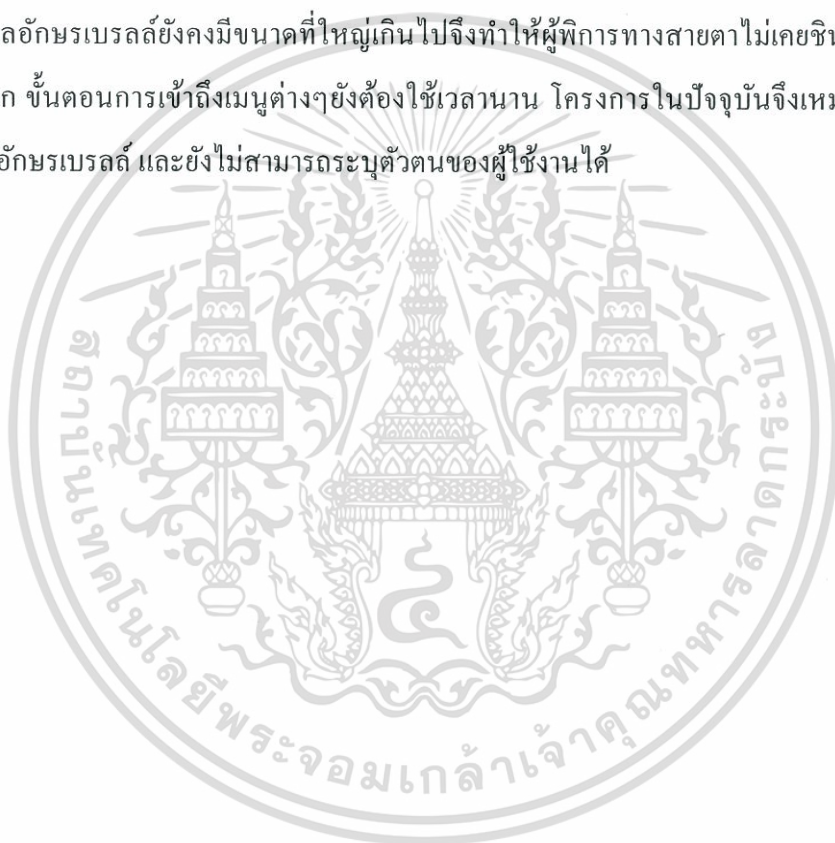 ลอักษรเบรลล์ยังคงมีขนาดที่ใหญ่เกินไปจึงทำให้ผู้พิการทางสายตาไม่เคยชิน
ก ขั้นตอนการเข้าถึงเมนูต่างๆยังต้องใช้เวลานาน โครงการในปัจจุบันจึงเหม
อักษรเบรลล์ และยังไม่สามารถระบุตัวตนของผู้ใช้งานได้
สถาบันเทคโนโลยีพระจอมเกล้าเจ้าคุณทหารลาดกระบัง